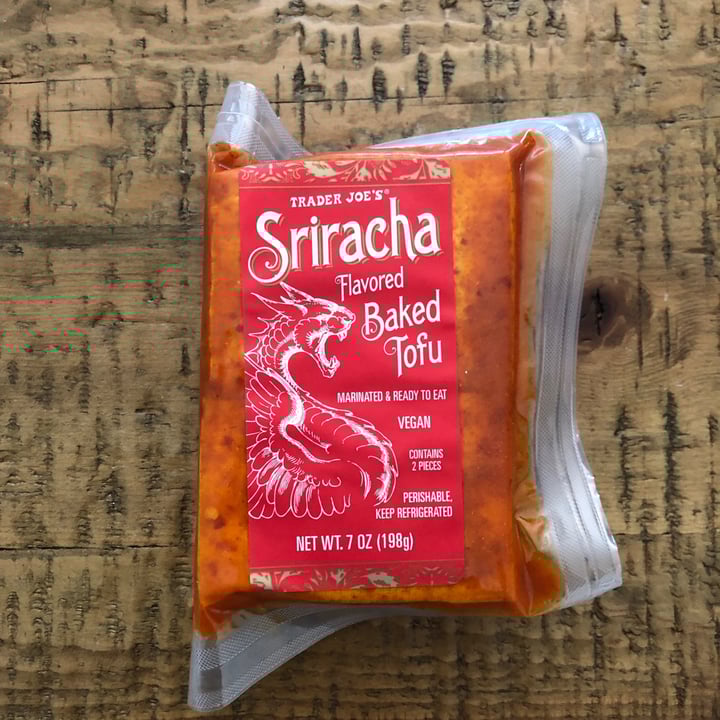 TRADER JOE'S®
Sriracha
Flavored
Baked
Tofu
MARINATED & READY TO EAT
VEGAN
CONTAINS
2 PIECES
PERISHABLE,
KEEP REFRIGERATED
NET WT. 7 OZ (198g)